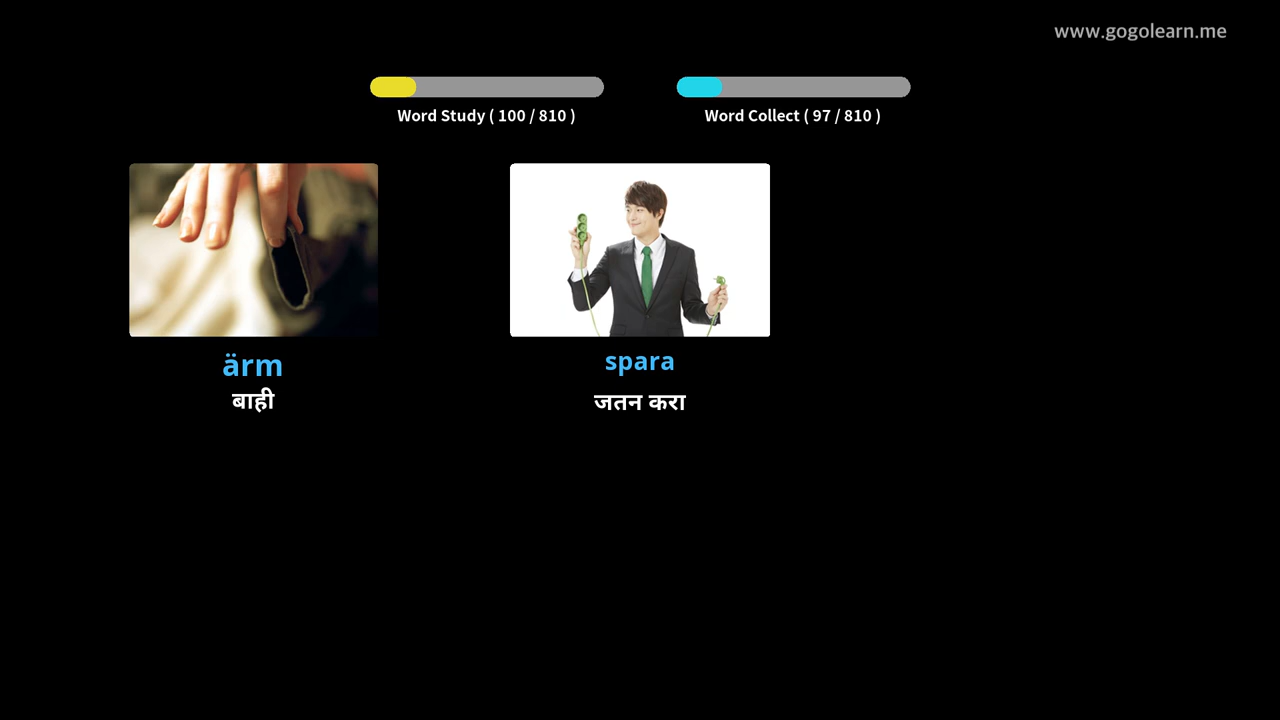 www.gogolearn.me
Word Study ( 100 / 810 )
Word Collect ( 97 / 810 )
ärm
बाही
spara
जतन करा